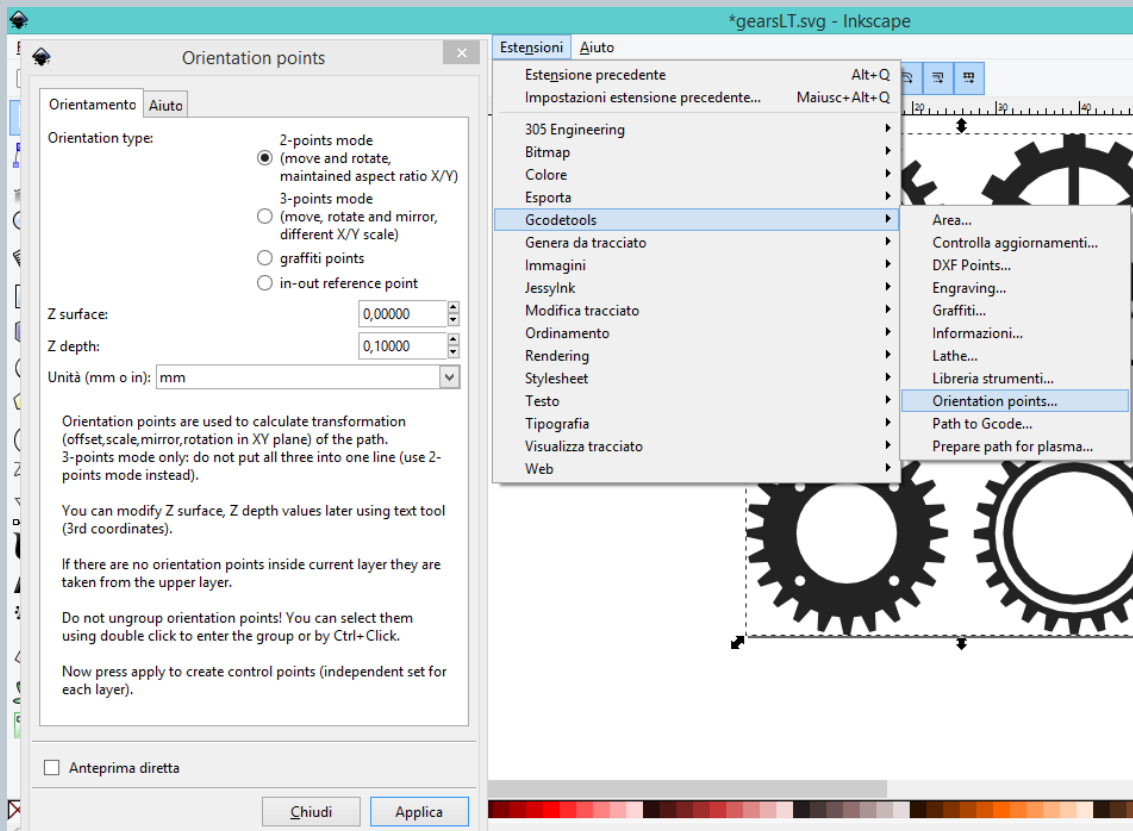 *gearsLT.svg - Inkscape
Orientation points
Orientamento Aiuto
Orientation type:
2-points mode
(move and rotate,
maintained aspect ratio X/Y)
3-points mode
(move, rotate and mirror,
different X/Y scale)
graffiti points
in-out reference point
Z surface: 0,00000
Z depth: 0,10000
Unità (mm o in): mm
Orientation points are used to calculate transformation
(offset,scale,mirror,rotation in XY plane) of the path.
3-points mode only: do not put all three into one line (use 2-
points mode instead).
You can modify Z surface, Z depth values later using text tool
(3rd coordinates).
If there are no orientation points inside current layer they are
taken from the upper layer.
Do not ungroup orientation points! You can select them
using double click to enter the group or by Ctrl+Click.
Now press apply to create control points (independent set for
each layer).
Anteprima diretta
Chiudi Applica
Estensioni Aiuto
Estensione precedente Alt+Q
Impostazioni estensione precedente... Maiusc+Alt+Q
305 Engineering
Bitmap
Colore
Esporta
Gcodetools
Genera da tracciato
Immagini
JessyInk
Modifica tracciato
Ordinamento
Rendering
Stylesheet
Testo
Tipografia
Visualizza tracciato
Web
Area...
Controlla aggiornamenti...
DXF Points...
Engraving...
Graffiti...
Informazioni...
Lathe...
Libreria strumenti...
Orientation points...
Path to Gcode...
Prepare path for plasma...
20 30 40